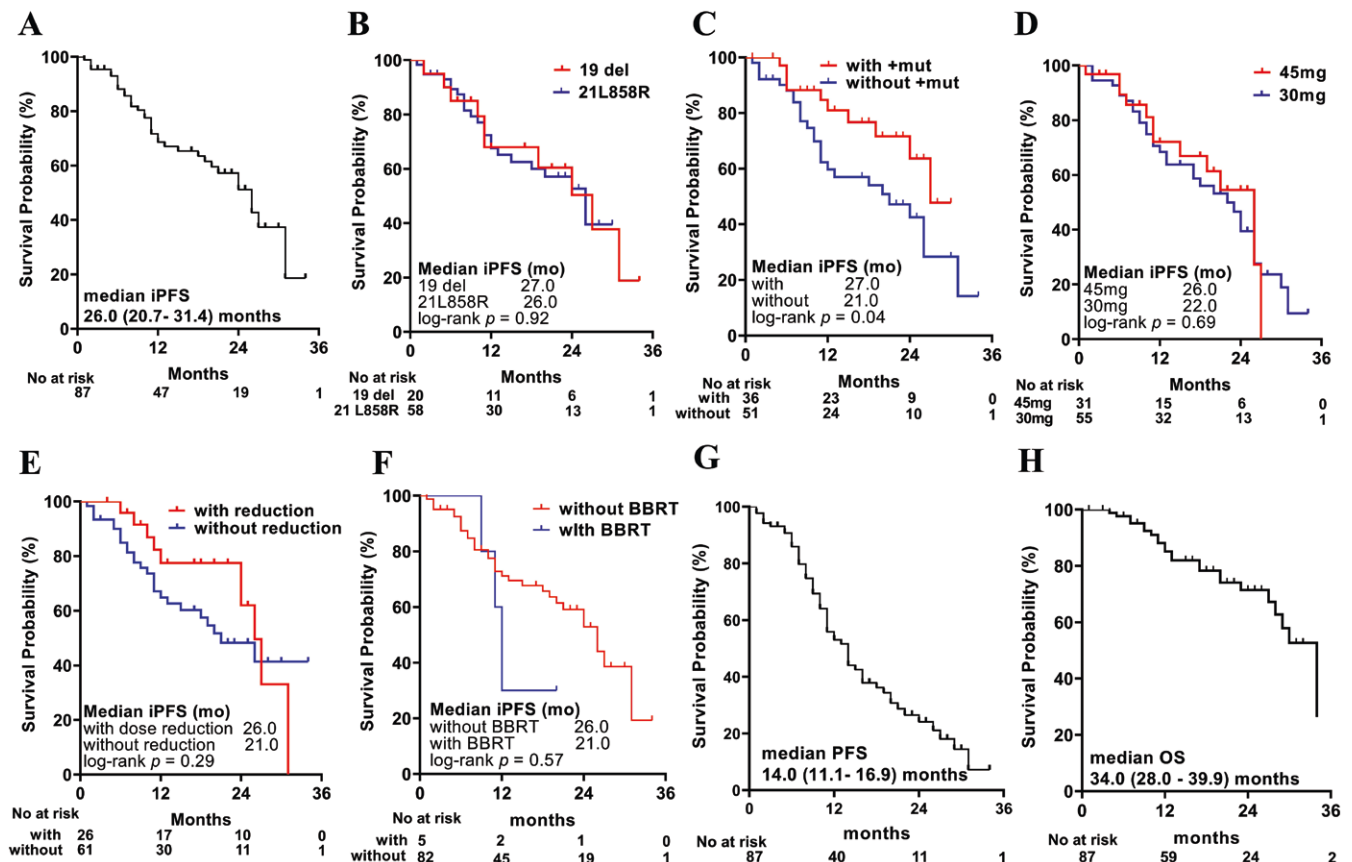 A
Survival Probability (%)
100
80
60
40
20
0
12
24
36
median iPFS
26.0 (20.7- 31.4) months
Months
No at risk
87 47 19 1
B
Survival Probability (%)
100
80
60
40
20
0
12
24
36
19 del
21L858R
Median iPFS (mo)
19 del 27.0
21L858R 26.0
log-rank p = 0.92
Months
No at risk
19 del 20 11 6 1
21 L858R 58 30 13 1
C
Survival Probability (%)
100
80
60
40
20
0
0
12
24
36
with +mut
without +mut
Median iPFS (mo)
with 27.0
without 21.0
log-rank p = 0.04
Months
No at risk
with 36 23 9 0
without 51 24 10 1
D
Survival Probability (%)
100
80
60
40
20
0
0
12
24
36
45mg
30mg
Median iPFS (mo)
45mg 26.0
30mg 22.0
log-rank p = 0.69
Months
No at risk
45mg 31 15 6 0
30mg 55 32 13 1
E
Survival Probability (%)
100
80
60
40
20
0
0
12
24
36
with reduction
without reduction
Median iPFS (mo)
with dose reduction 26.0
without reduction 21.0
log-rank p = 0.29
Months
No at risk
with 26 17 10 0
without 61 30 11 1
F
Survival Probability (%)
100
80
60
40
20
0
0
12
24
36
without BBRT
wIth BBRT
Median iPFS (mo)
without BBRT 26.0
with BBRT 21.0
log-rank p = 0.57
months
No at risk
with 5 2 1 0
without 82 45 19 1
G
Survival Probability (%)
100
80
60
40
20
0
0
12
24
36
median PFS
14.0 (11.1- 16.9) months
months
No at risk
87 40 11 1
H
Survival Probability (%)
100
80
60
40
20
0
0
12
24
36
median OS
34.0 (28.0 - 39.9) months
months
No at risk
87 59 24 2